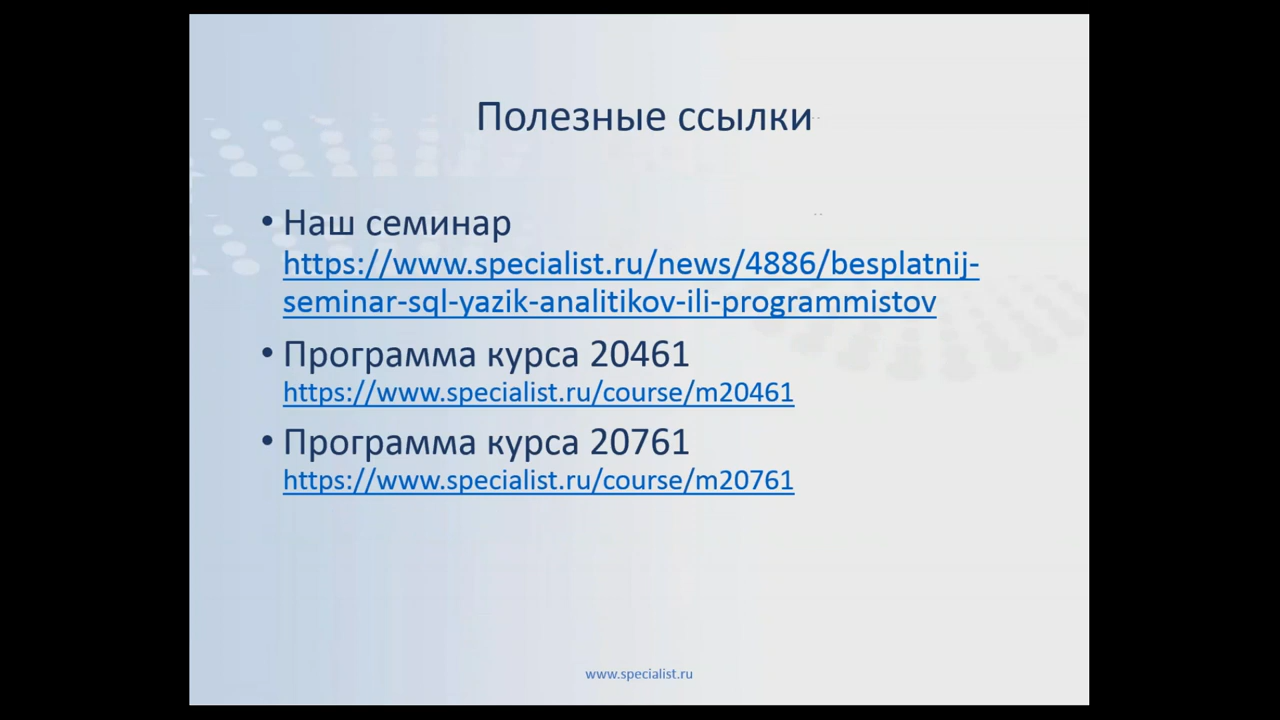 Полезные ссылки
• Наш семинар
https://www.specialist.ru/news/4886/besplatnij-
seminar-sql-yazik-analitikov-ili-programmistov
• Программа курса 20461
https://www.specialist.ru/course/m20461
• Программа курса 20761
https://www.specialist.ru/course/m20761
www.specialist.ru